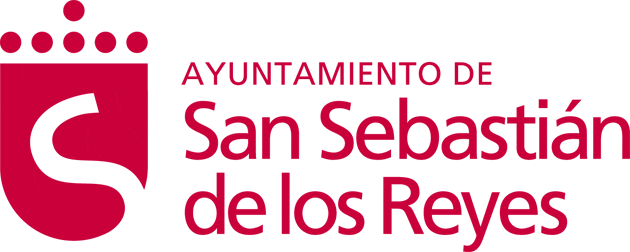 AYUNTAMIENTO DE
San Sebastián
de los Reyes